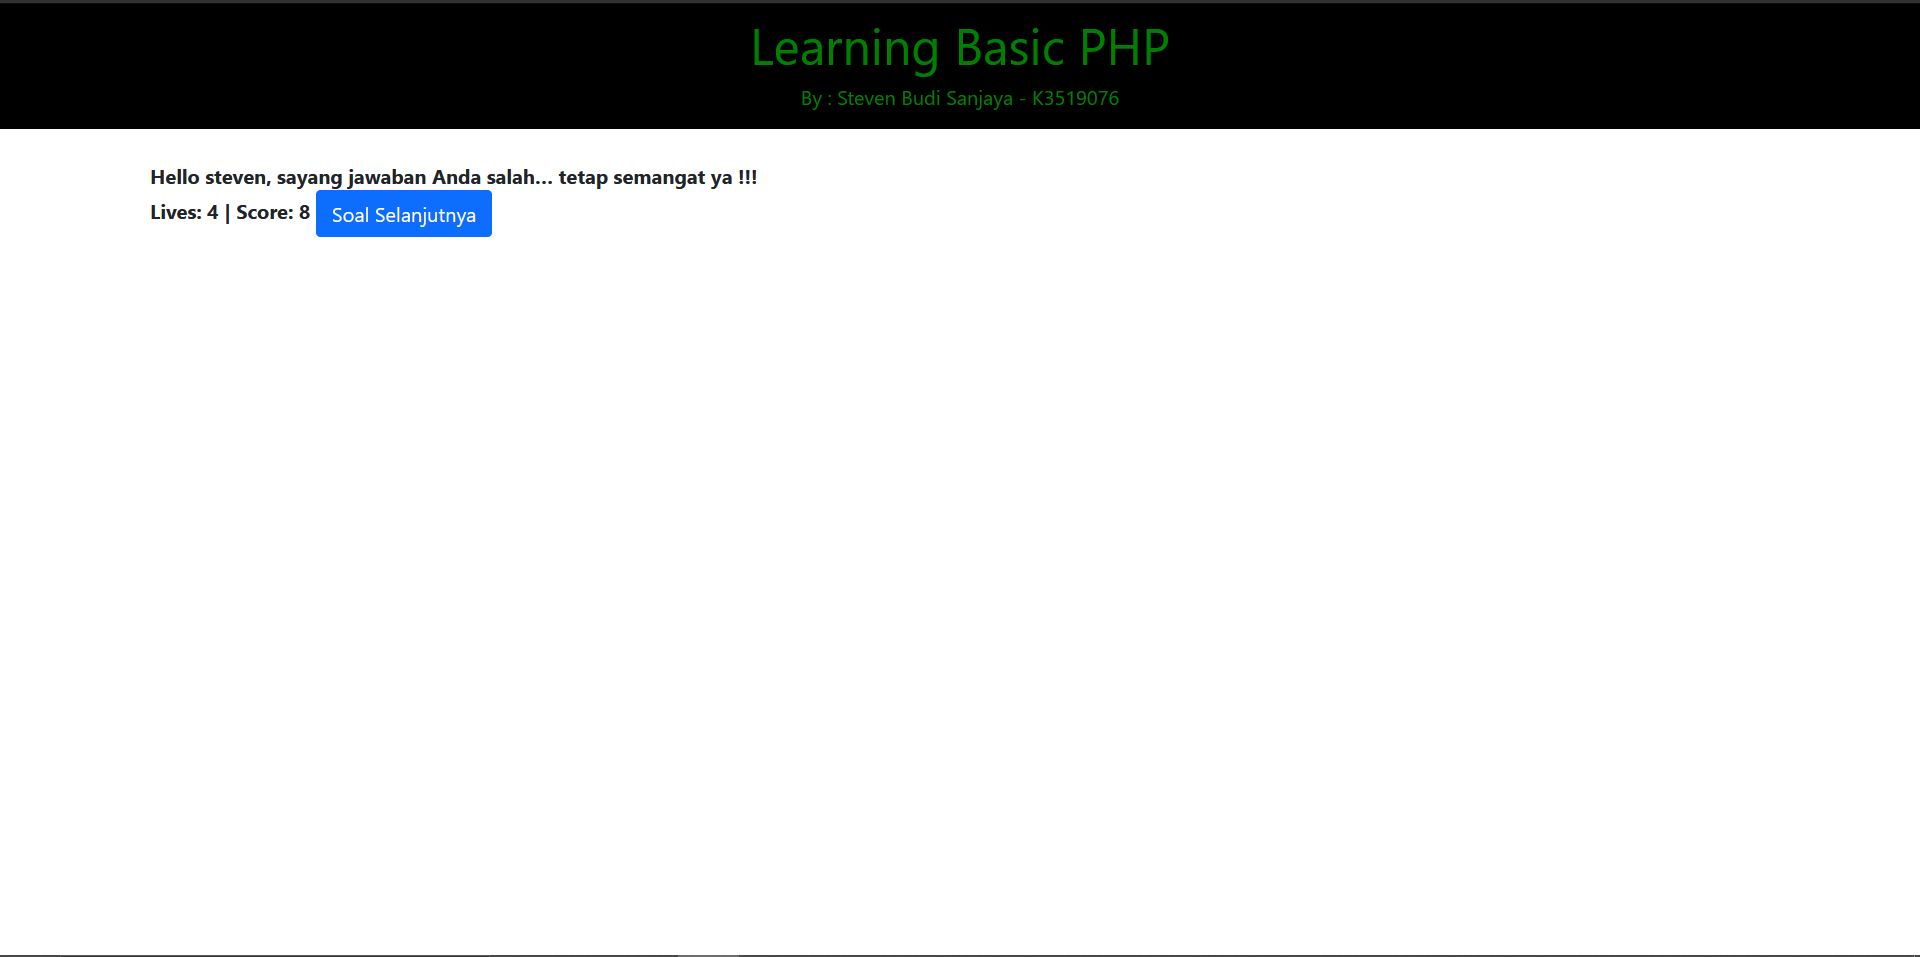 Learning Basic PHP
By : Steven Budi Sanjaya - K3519076
Hello steven, sayang jawaban Anda salah... tetap semangat ya !!!
Lives: 4 | Score: 8 Soal Selanjutnya